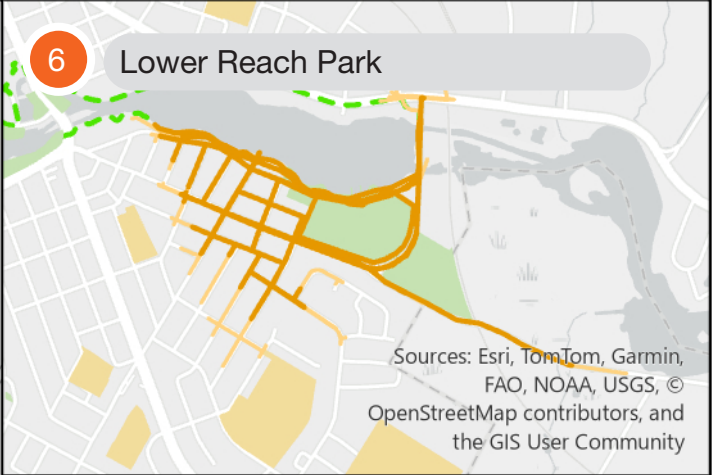 6
Lower Reach Park
Sources: Esri, TomTom, Garmin,
FAO, NOAA, USGS, ©
OpenStreetMap contributors, and
the GIS User Community